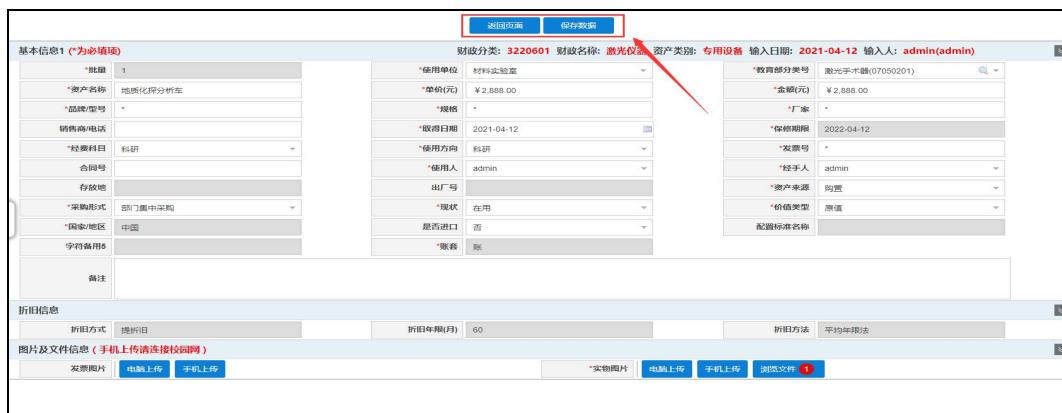 返回页面 保存数据
基本信息1 (*为必填项) 财政分类: 3220601 财政名称: 激光仪器 资产类别: 专用设备 输入日期: 2021-04-12 输入人: admin(admin)
*批量 1 *使用单位 材料实验室 *教育部分类号 激光手术器(07050201)
*资产名称 地质化探分析车 *单价(元) ¥2,888.00 *金额(元) ¥2,888.00
*品牌/型号 * *规格 * *厂家 *
销售商/电话 *取得日期 2021-04-12 *保修期限 2022-04-12
*经费科目 科研 *使用方向 科研 *发票号 *
合同号 *使用人 admin *经手人 admin
存放地 出厂号 *资产来源 购置
*采购形式 部门集中采购 *现状 在用 *价值类型 原值
*国家/地区 中国 是否进口 否 配置标准名称
字符备用5 *账套 账
备注
折旧信息
折旧方式 提折旧 折旧年限(月) 60 折旧方法 平均年限法
图片及文件信息 ( 手机上传请连接校园网 )
发票图片 电脑上传 手机上传 *实物图片 电脑上传 手机上传 浏览文件 1